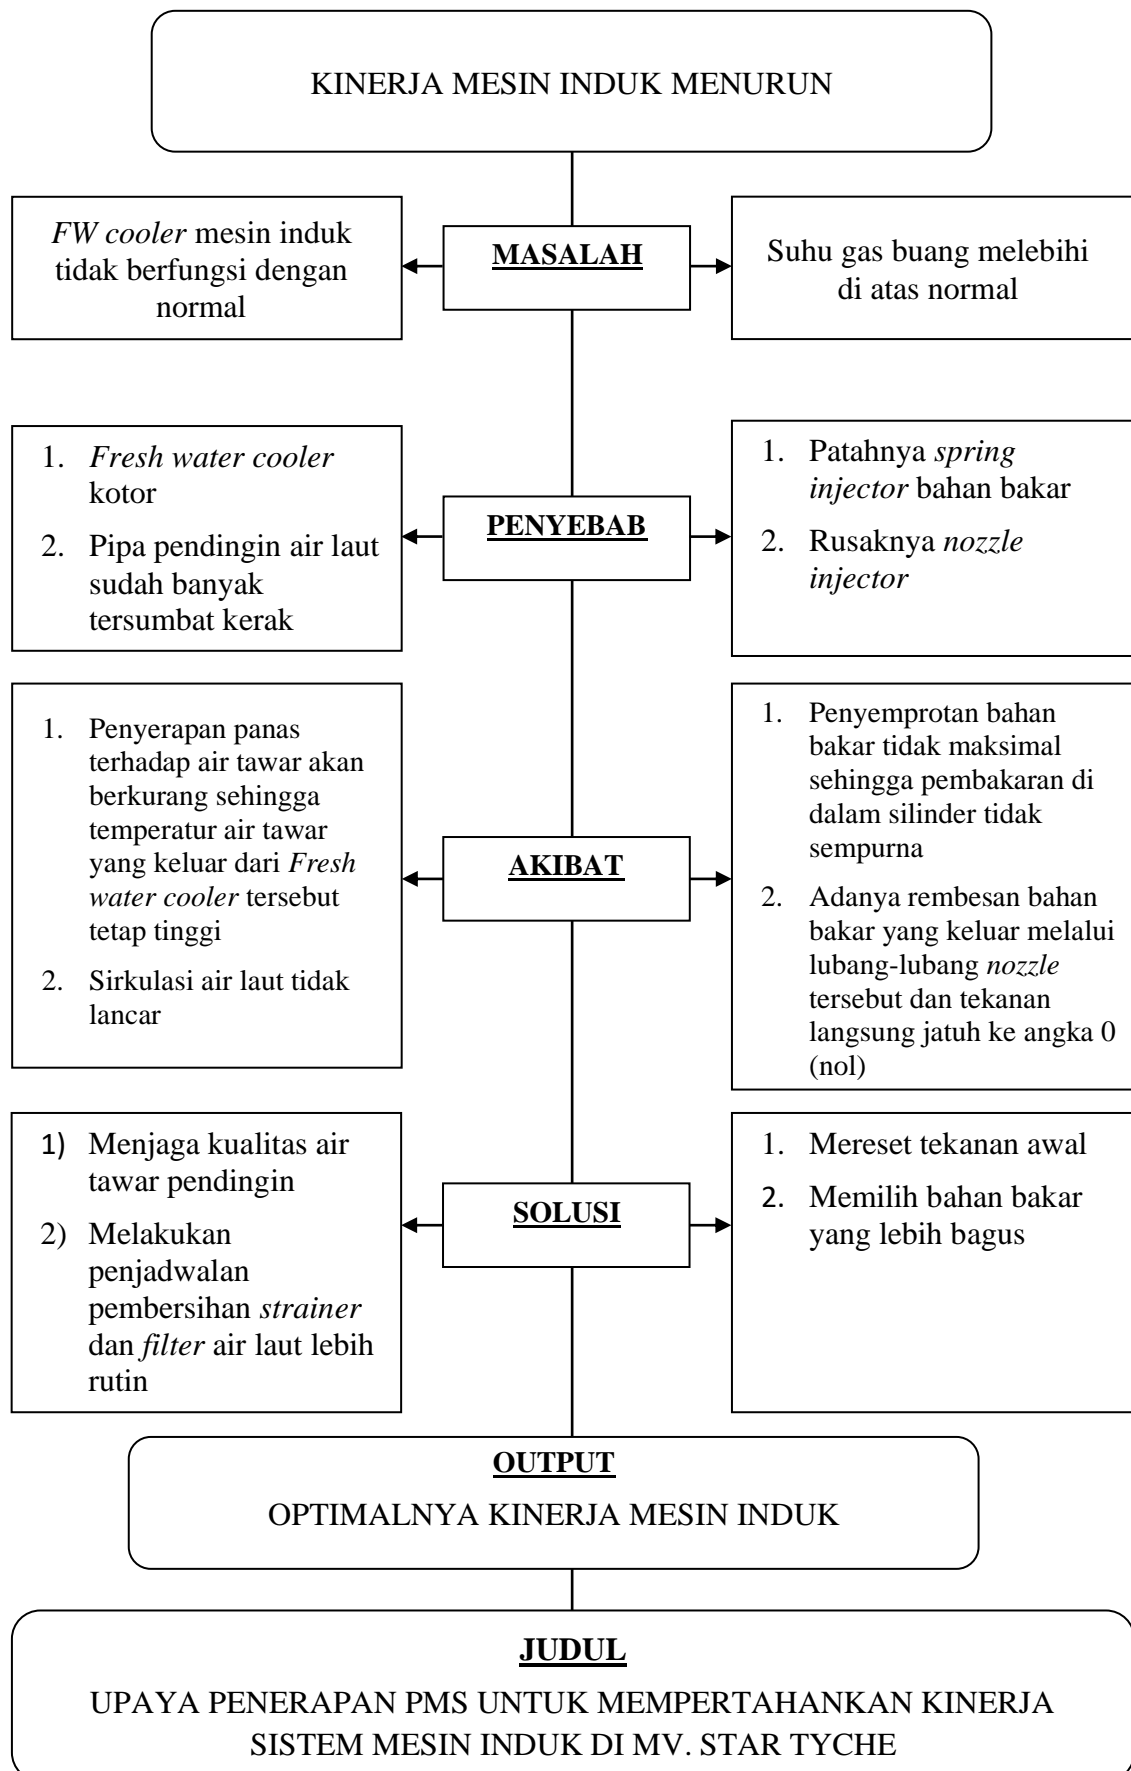 KINERJA MESIN INDUK MENURUN
FW cooler mesin induk
tidak berfungsi dengan
normal
MASALAH
Suhu gas buang melebihi
di atas normal
1. Fresh water cooler
kotor
2. Pipa pendingin air laut
sudah banyak
tersumbat kerak
PENYEBAB
1. Patahnya spring
injector bahan bakar
2. Rusaknya nozzle
injector
1. Penyerapan panas
terhadap air tawar akan
berkurang sehingga
temperatur air tawar
yang keluar dari Fresh
water cooler tersebut
tetap tinggi
2. Sirkulasi air laut tidak
lancar
AKIBAT
1. Penyemprotan bahan
bakar tidak maksimal
sehingga pembakaran di
dalam silinder tidak
sempurna
2. Adanya rembesan bahan
bakar yang keluar melalui
lubang-lubang nozzle
tersebut dan tekanan
langsung jatuh ke angka 0
(nol)
1) Menjaga kualitas air
tawar pendingin
2) Melakukan
penjadwalan
pembersihan strainer
dan filter air laut lebih
rutin
SOLUSI
1. Mereset tekanan awal
2. Memilih bahan bakar
yang lebih bagus
OUTPUT
OPTIMALNYA KINERJA MESIN INDUK
JUDUL
UPAYA PENERAPAN PMS UNTUK MEMPERTAHANKAN KINERJA
SISTEM MESIN INDUK DI MV. STAR TYCHE